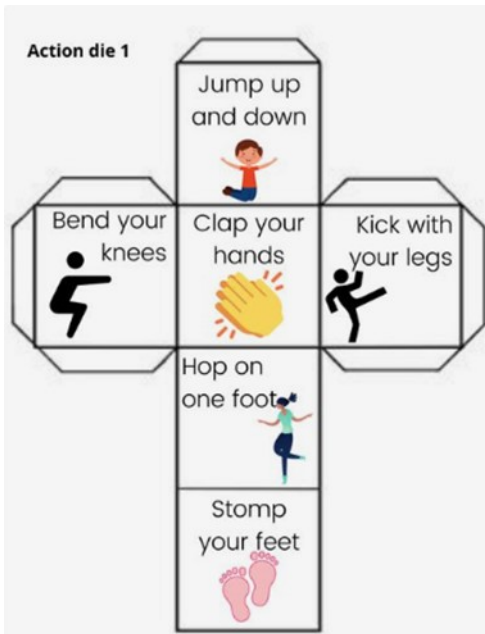 Action die 1
Jump up
and down
Bend your
knees
Clap your
hands
Kick with
your legs
Hop on
one foot
Stomp
your feet